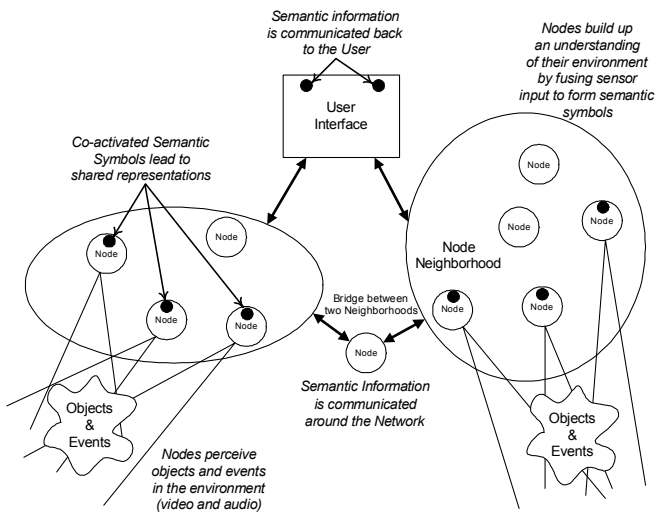 Semantic information
is communicated back
to the User
Nodes build up
an understanding
of their environment
by fusing sensor
input to form semantic
symbols
User
Interface
Co-activated Semantic
Symbols lead to
shared representations
Node
Node
Node
Node
Node
Node
Node
Neighborhood
Node
Node
Node
Node
Bridge between
two Neighborhoods
Node
Semantic Information
is communicated
around the Network
Objects
&
Events
Objects
&
Events
Nodes perceive
objects and events
in the environment
(video and audio)